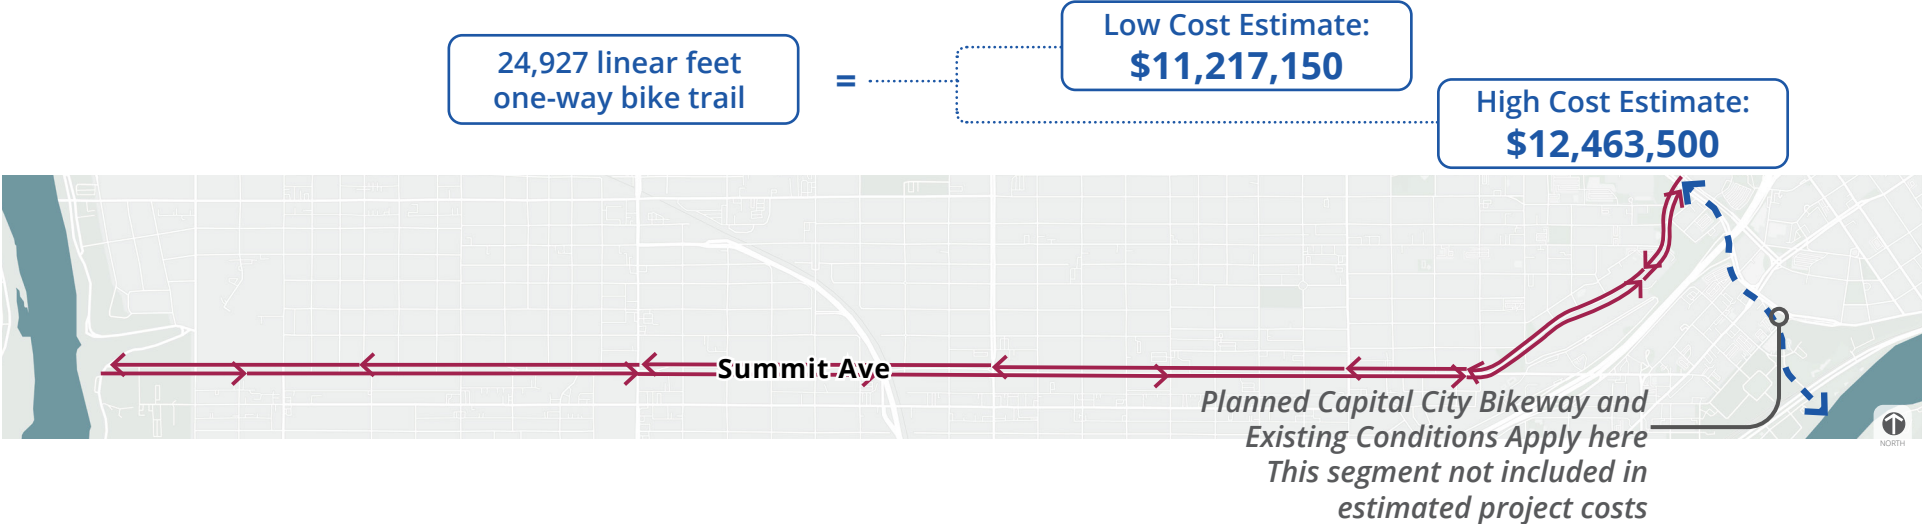 24,927 linear feet
one-way bike trail
=
Low Cost Estimate:
$11,217,150
High Cost Estimate:
$12,463,500
Summit Ave
Planned Capital City Bikeway and
Existing Conditions Apply here
This segment not included in
estimated project costs
NORTH